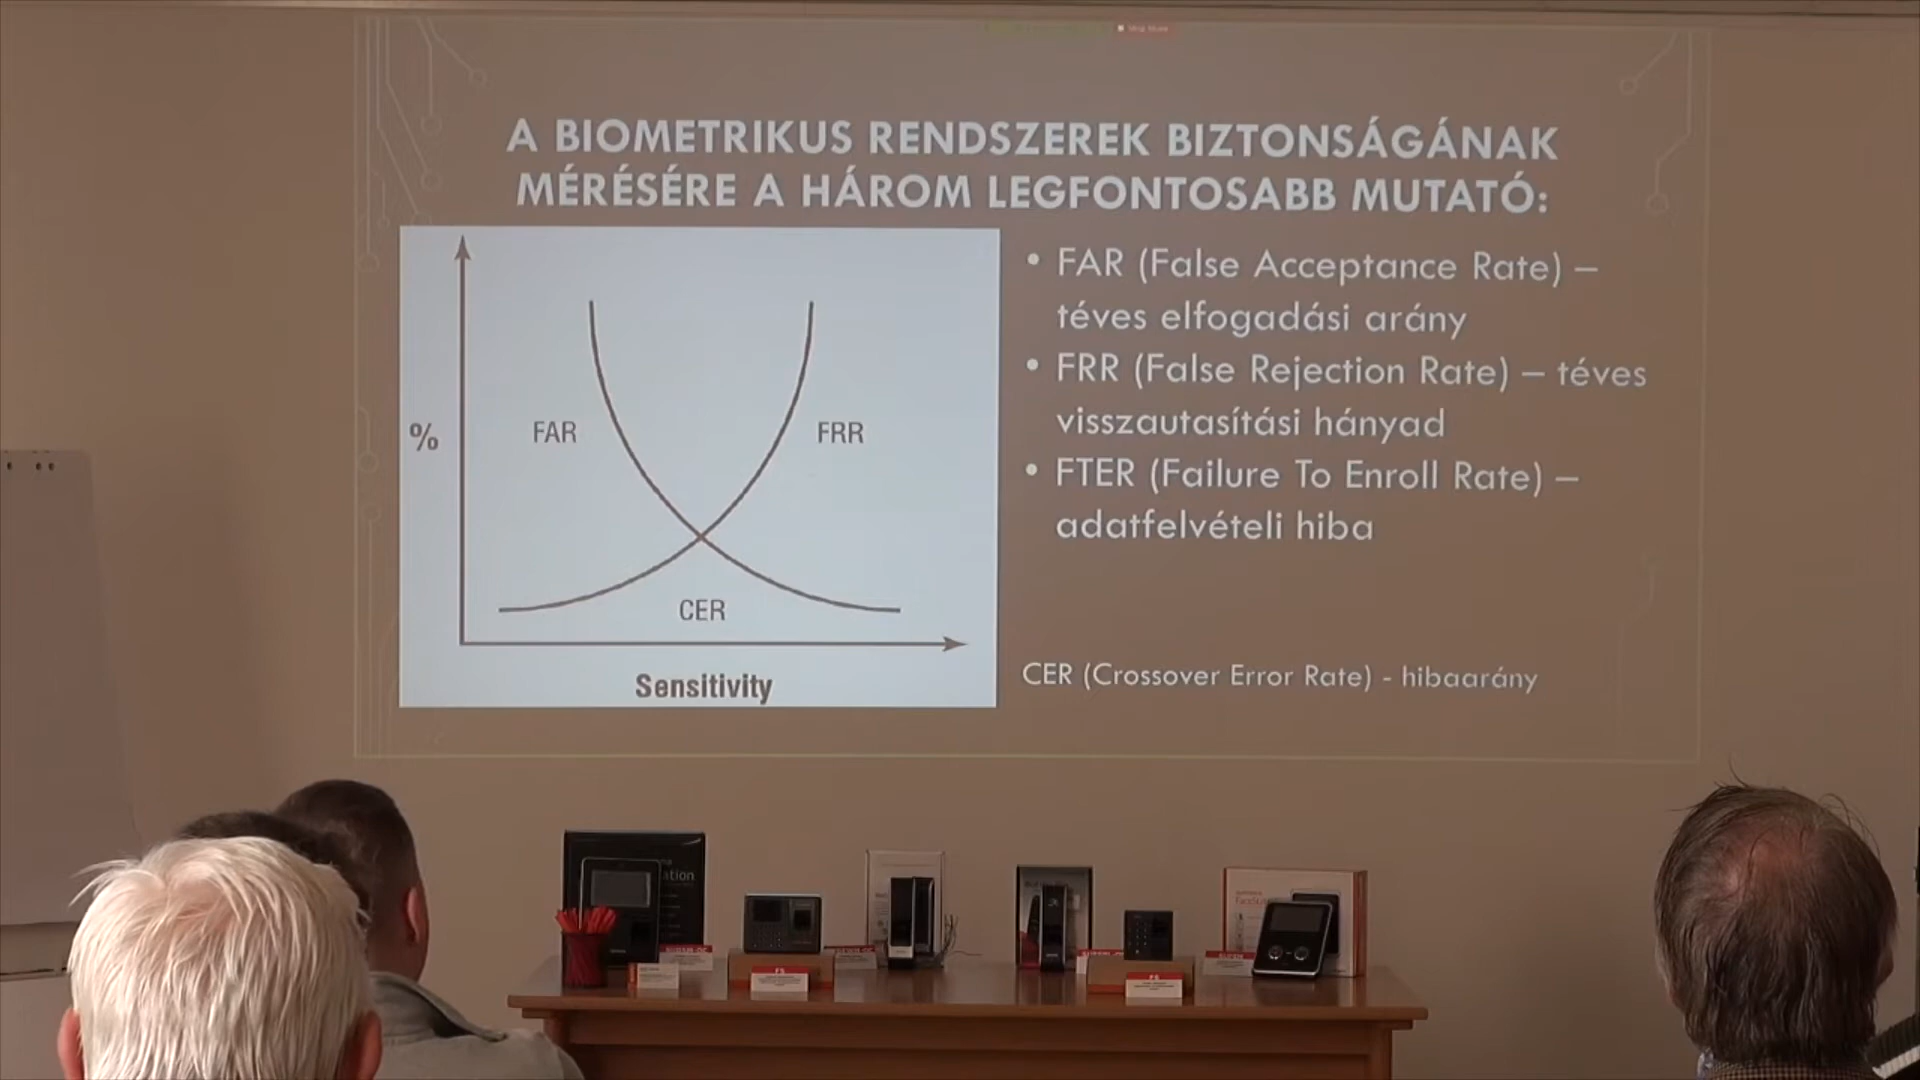 A BIOMETRIKUS RENDSZEREK BIZTONSÁGÁNAK
MÉRÉSÉRE A HÁROM LEGFONTOSABB MUTATÓ:
%
FAR
FRR
CER
Sensitivity
• FAR (False Acceptance Rate) –
téves elfogadási arány
• FRR (False Rejection Rate) – téves
visszautasítási hányad
• FTER (Failure To Enroll Rate) –
adatfelvételi hiba
CER (Crossover Error Rate) - hibaarány